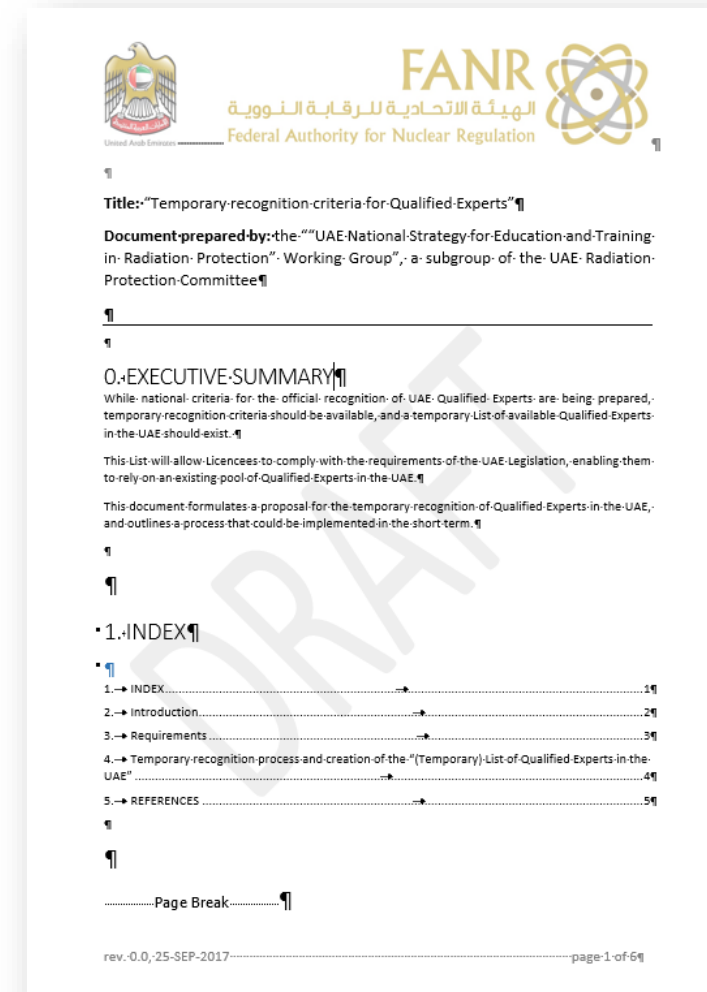 FANR
الهيئة الاتحادية للرقابة النووية
Federal Authority for Nuclear Regulation
United Arab Emirates
Title: “Temporary recognition criteria for Qualified Experts”¶
Document prepared by: the ““UAE National Strategy for Education and Training
in Radiation Protection” Working Group”, a subgroup of the UAE Radiation
Protection Committee¶
0. EXECUTIVE SUMMARY¶
While national criteria for the official recognition of UAE Qualified Experts are being prepared,
temporary recognition criteria should be available, and a temporary List of available Qualified Experts
in the UAE should exist. ¶
This List will allow Licencees to comply with the requirements of the UAE Legislation, enabling them
to rely on an existing pool of Qualified Experts in the UAE.¶
This document formulates a proposal for the temporary recognition of Qualified Experts in the UAE,
and outlines a process that could be implemented in the short term.¶
DRAFT
1. INDEX¶
1.→ INDEX → 1¶
2.→ Introduction → 2¶
3.→ Requirements → 3¶
4.→ Temporary recognition process and creation of the “(Temporary) List of Qualified Experts in the
UAE” → 4¶
5.→ REFERENCES → 5¶
Page Break¶
rev. 0.0, 25-SEP-2017 page 1 of 6¶